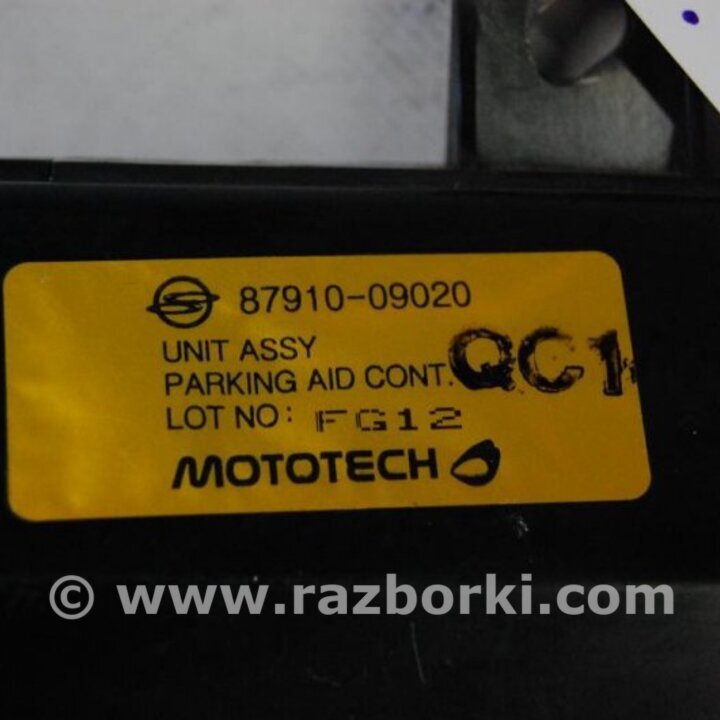 87910-09020
UNIT ASSY
PARKING AID CONT.
QC1
LOT NO: FG12
MOTOTECH
© www.razborki.com